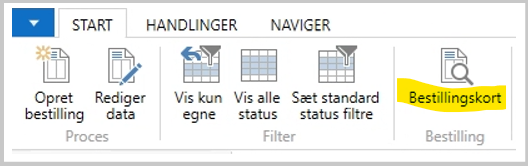 START HANDLINGER NAVIGER
Opret bestilling
Rediger data
Vis kun egne
Vis alle status
Sæt standard status filtre
Bestillingskort
Proces Filter Bestilling